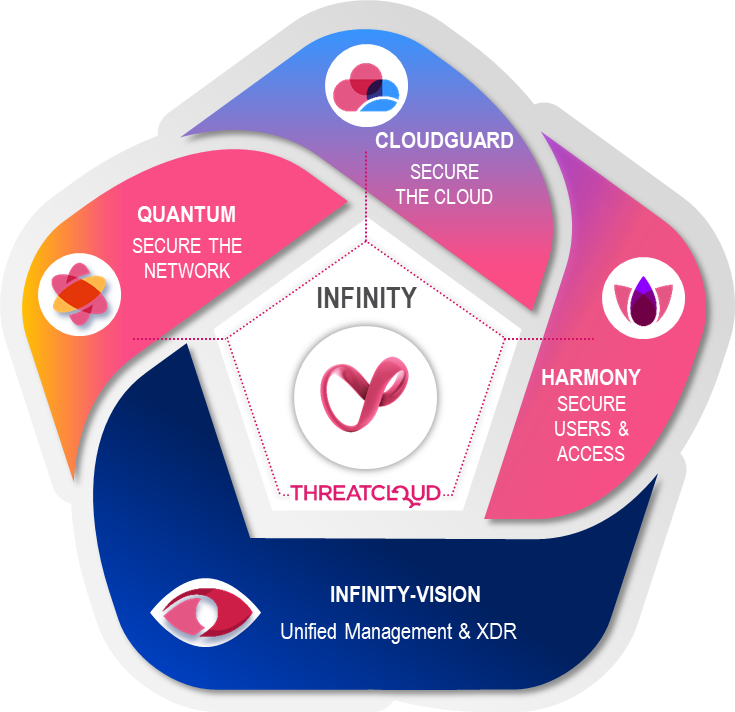 CLOUDGUARD
SECURE
THE CLOUD
QUANTUM
SECURE THE
NETWORK
INFINITY
HARMONY
SECURE
USERS &
ACCESS
THREATCLOUD
INFINITY-VISION
Unified Management & XDR